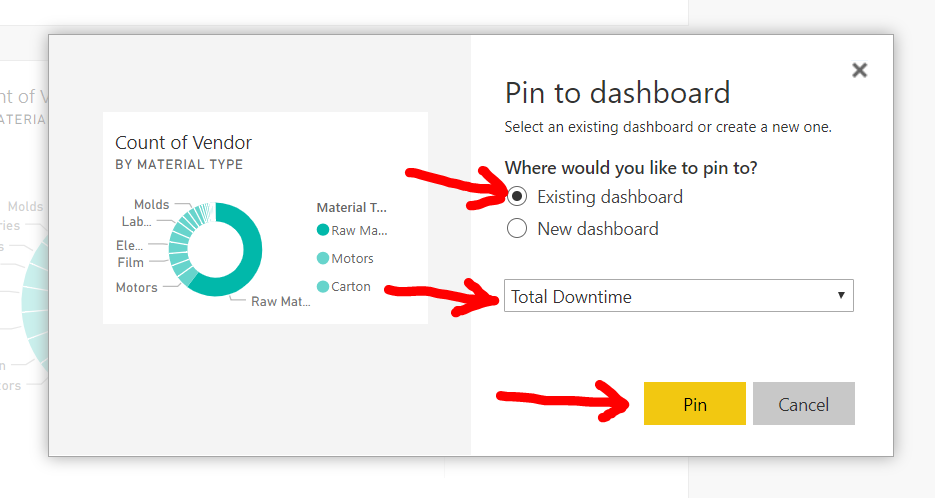 nt of V
ATERIA
Molds
ries
s
n
tors
Count of Vendor
BY MATERIAL TYPE
Molds
Lab...
Ele...
Film
Motors
Raw Mat...
Material T...
Raw Ma...
Motors
Carton
Pin to dashboard
Select an existing dashboard or create a new one.
Where would you like to pin to?
Existing dashboard
New dashboard
Total Downtime
Pin
Cancel